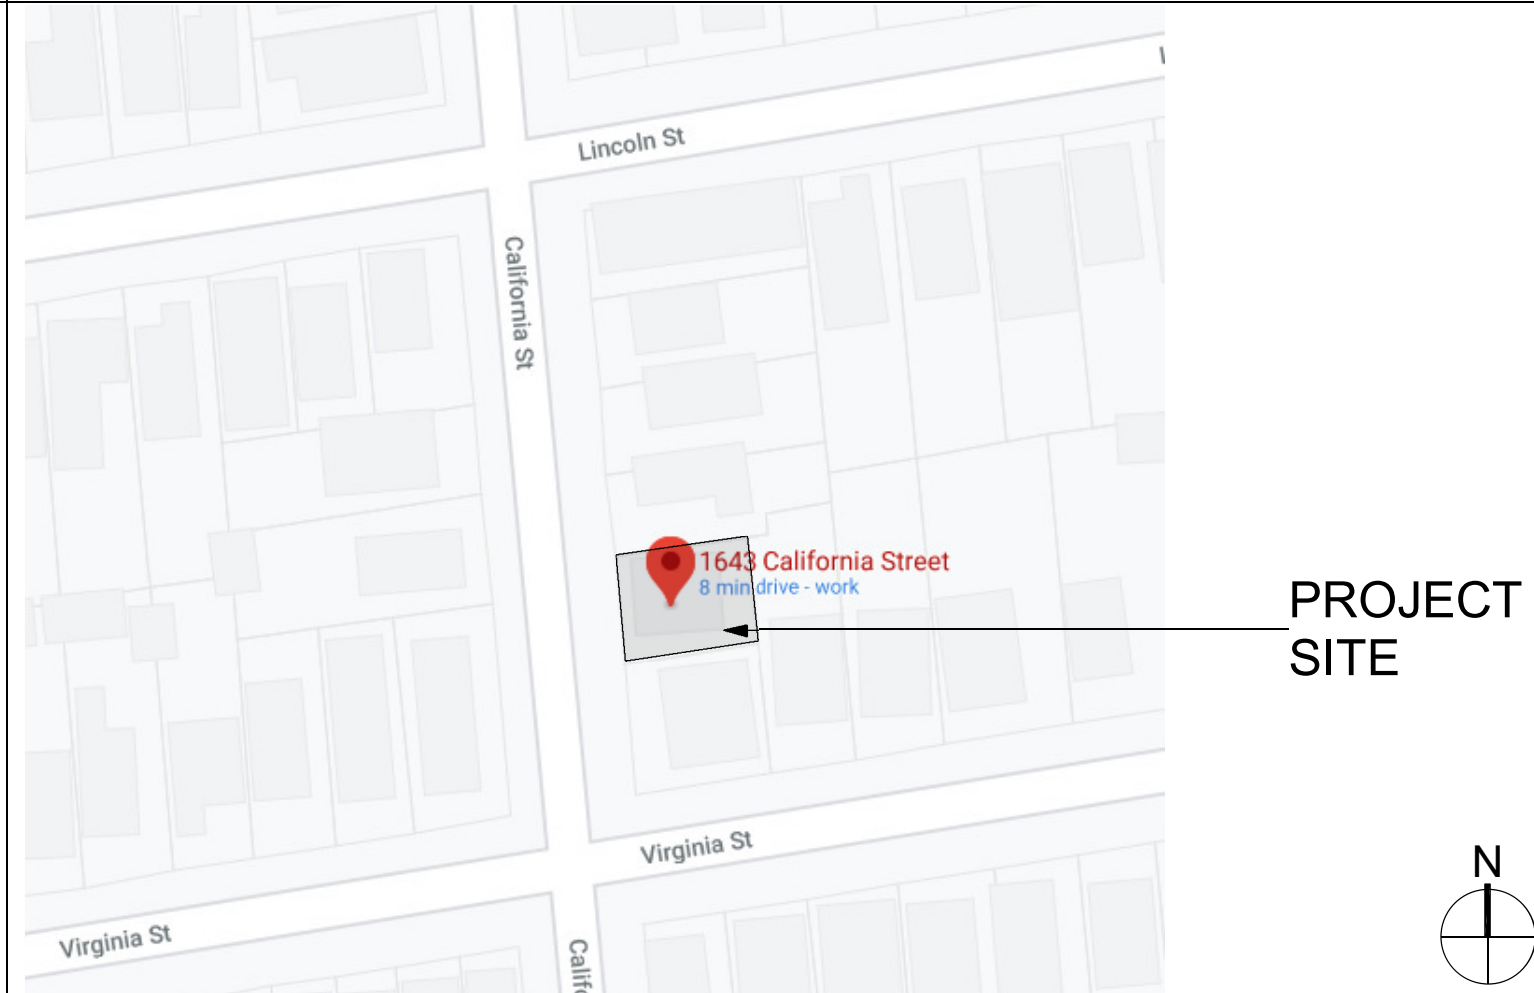 Lincoln St
California St
1643 California Street
8 min drive - work
PROJECT
SITE
Virginia St
N
Virginia St